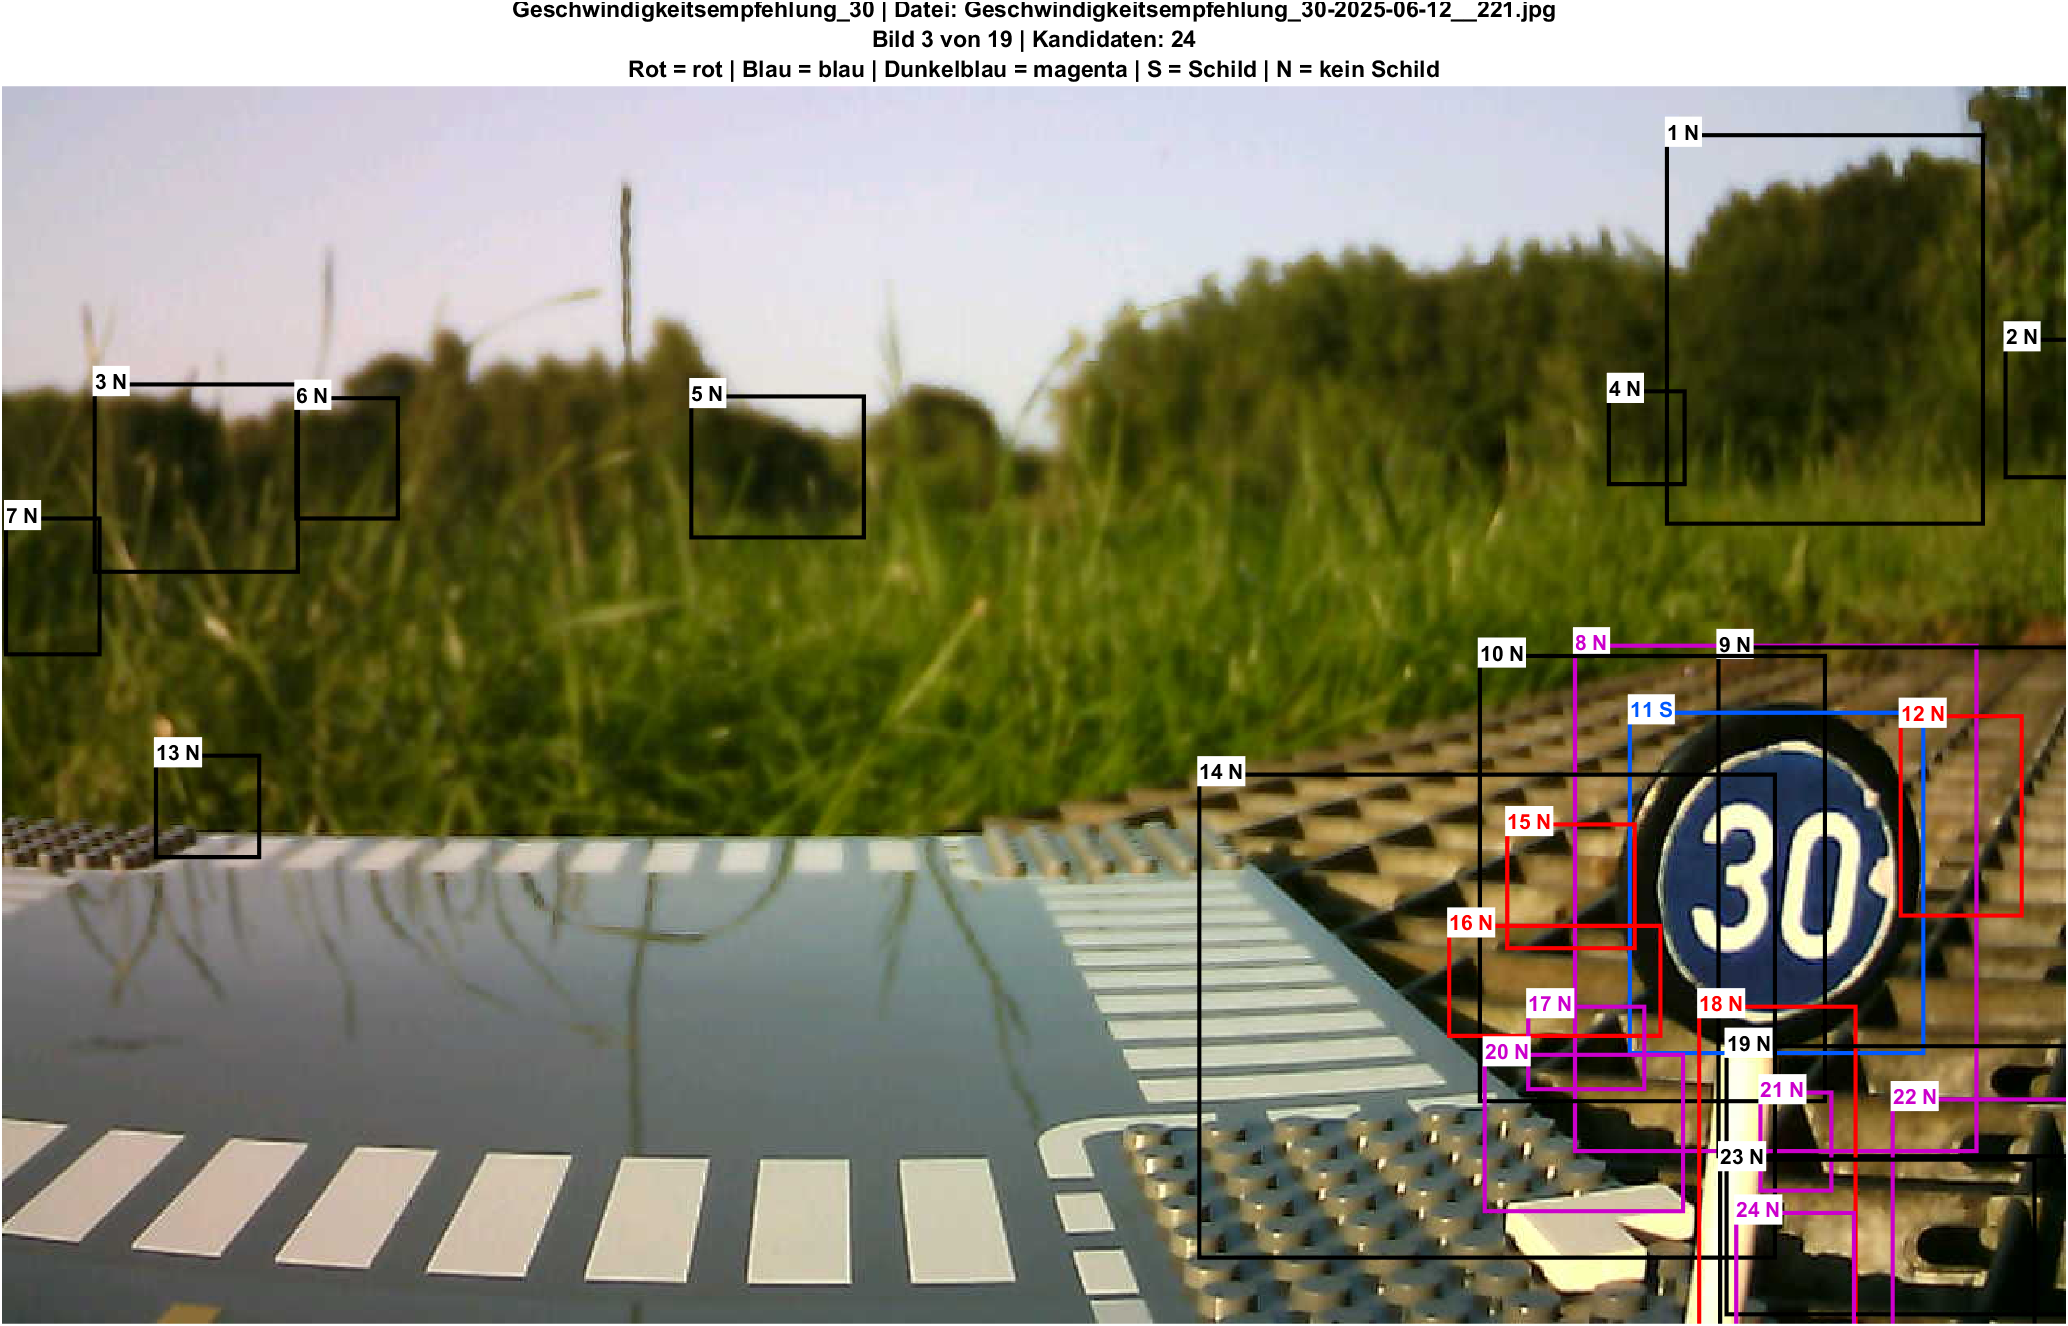 Geschwindigkeitsempfehlung_30 | Datei: Geschwindigkeitsempfehlung_30-2025-06-12__221.jpg
Bild 3 von 19 | Kandidaten: 24
Rot = rot | Blau = blau | Dunkelblau = magenta | S = Schild | N = kein Schild
1 N
2 N
3 N
4 N
5 N
6 N
7 N
8 N
9 N
10 N
11 S
12 N
13 N
14 N
15 N
16 N
17 N
18 N
19 N
20 N
21 N
22 N
23 N
24 N
30